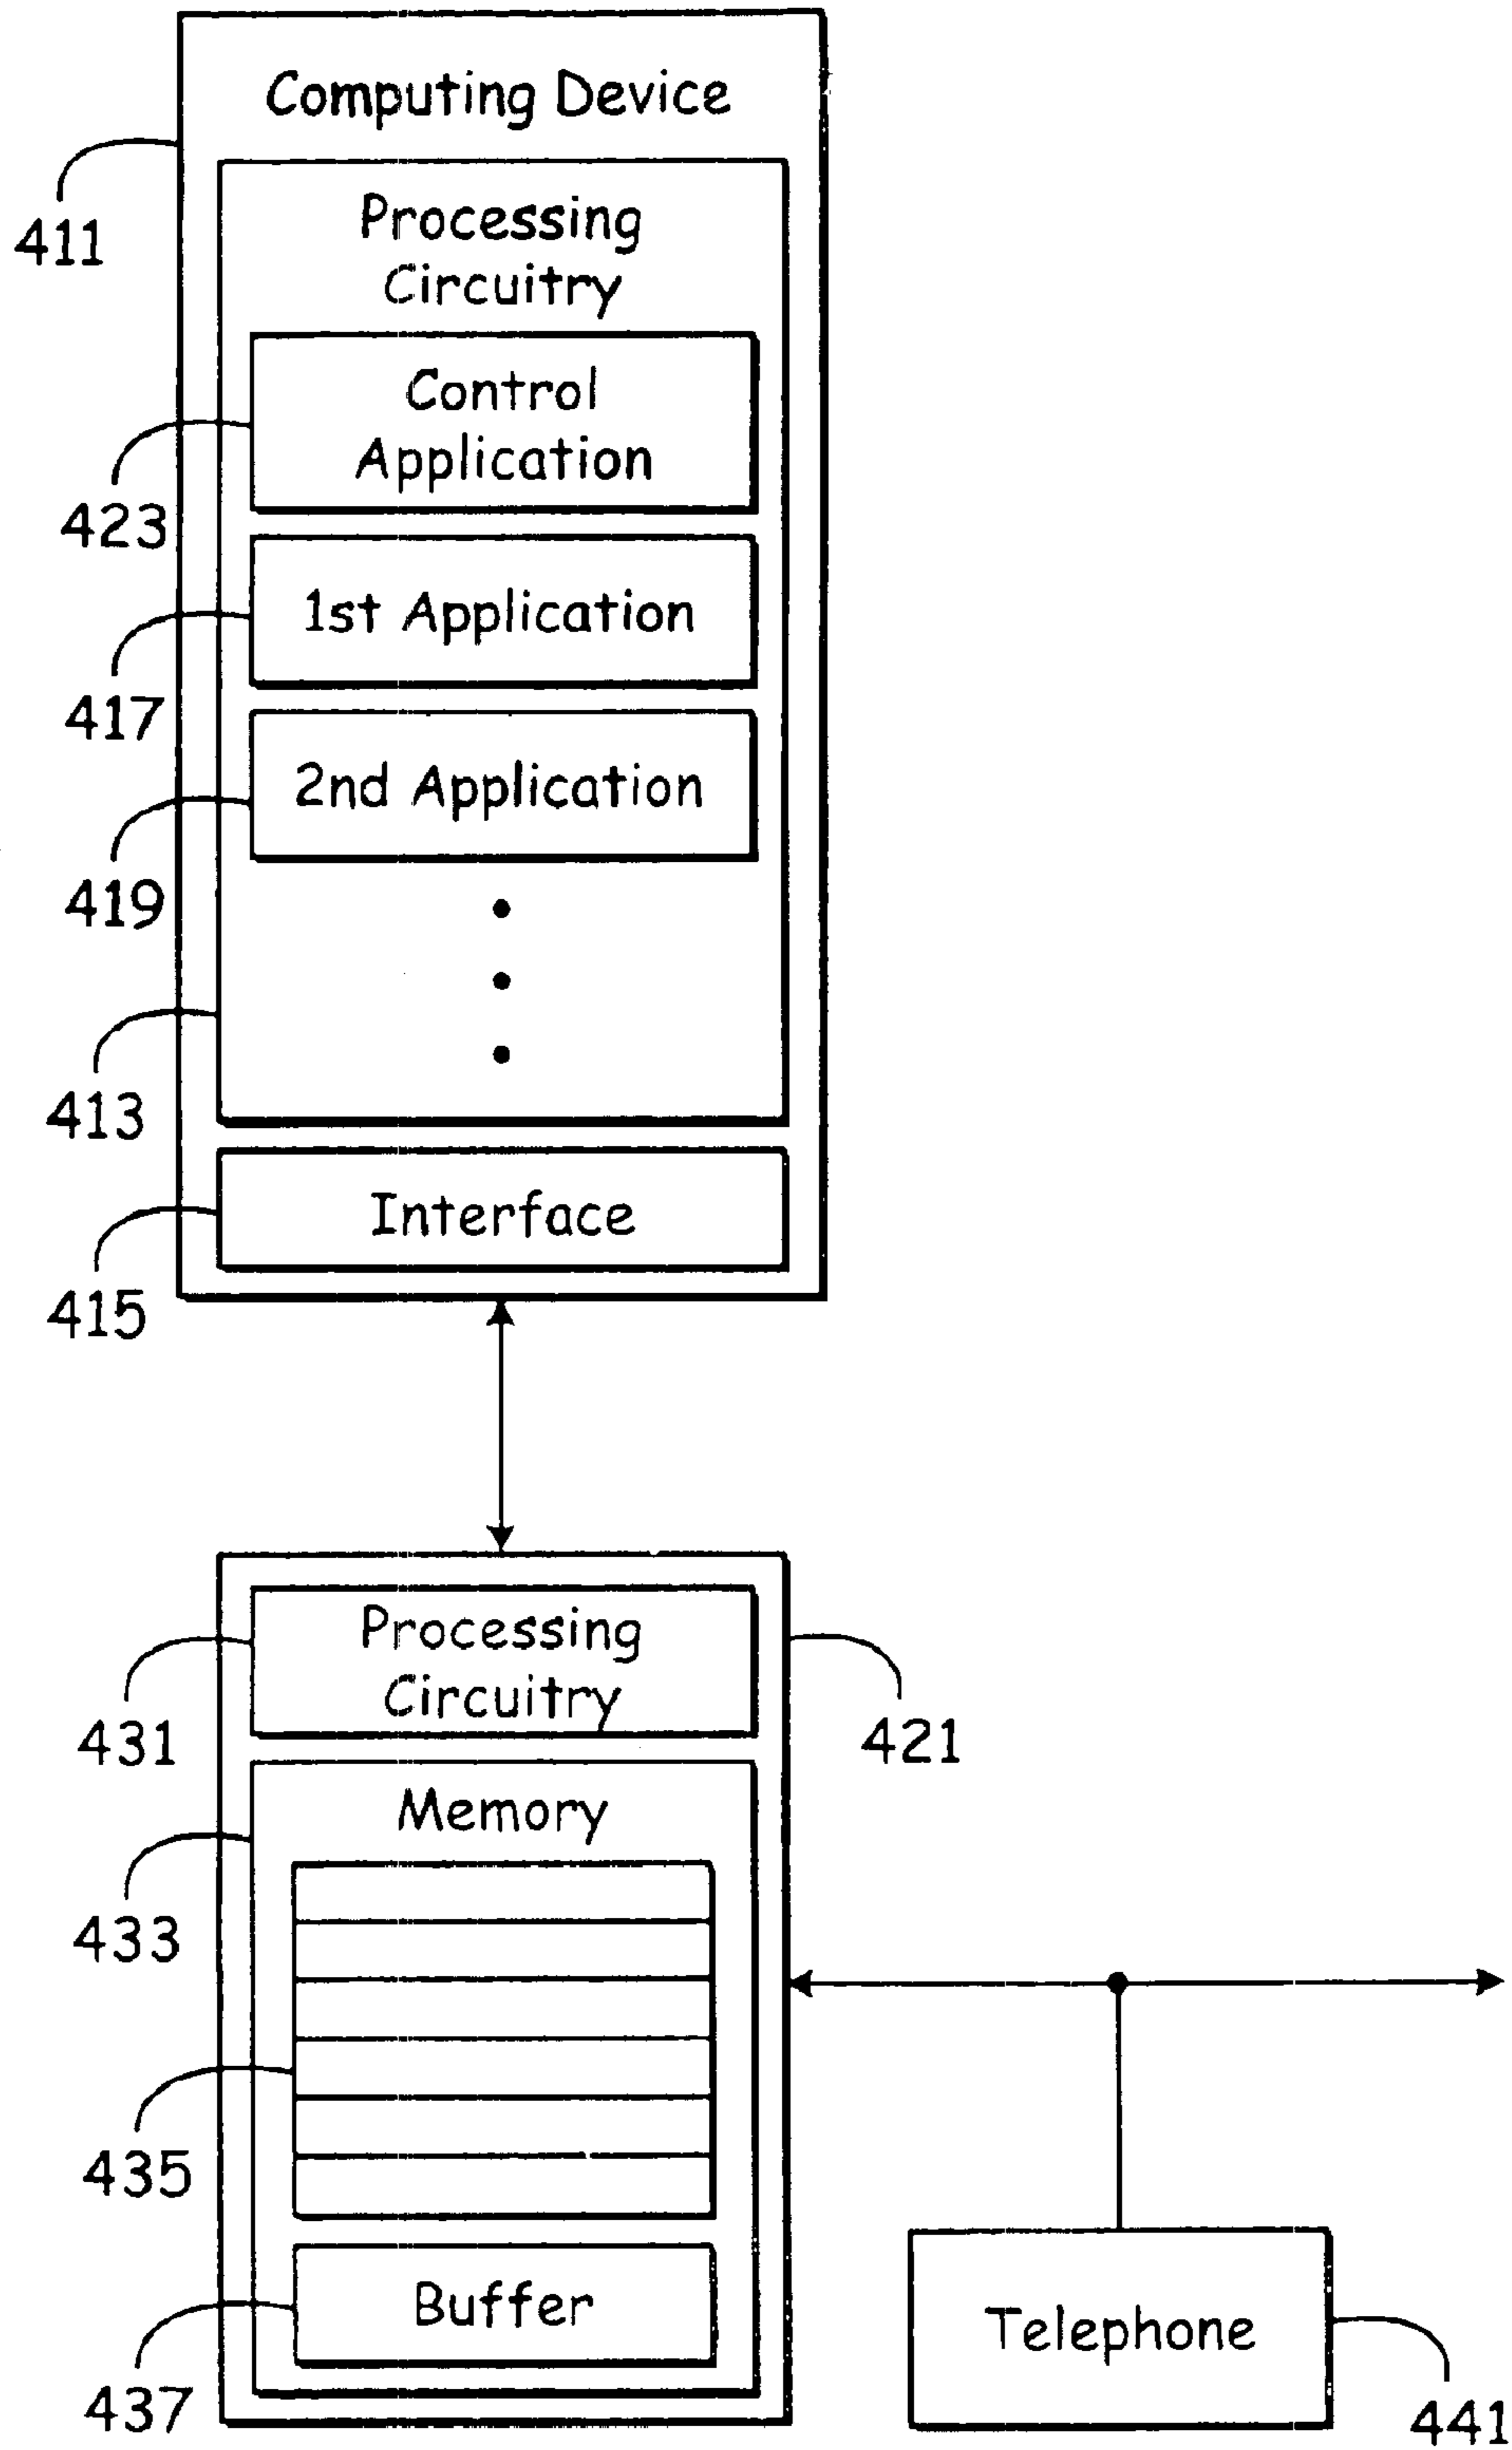 Computing Device
411
Processing
Circuitry
Control
Application
423
1st Application
417
2nd Application
419
413
Interface
415
Processing
Circuitry
431
421
Memory
433
435
Buffer
437
Telephone
441